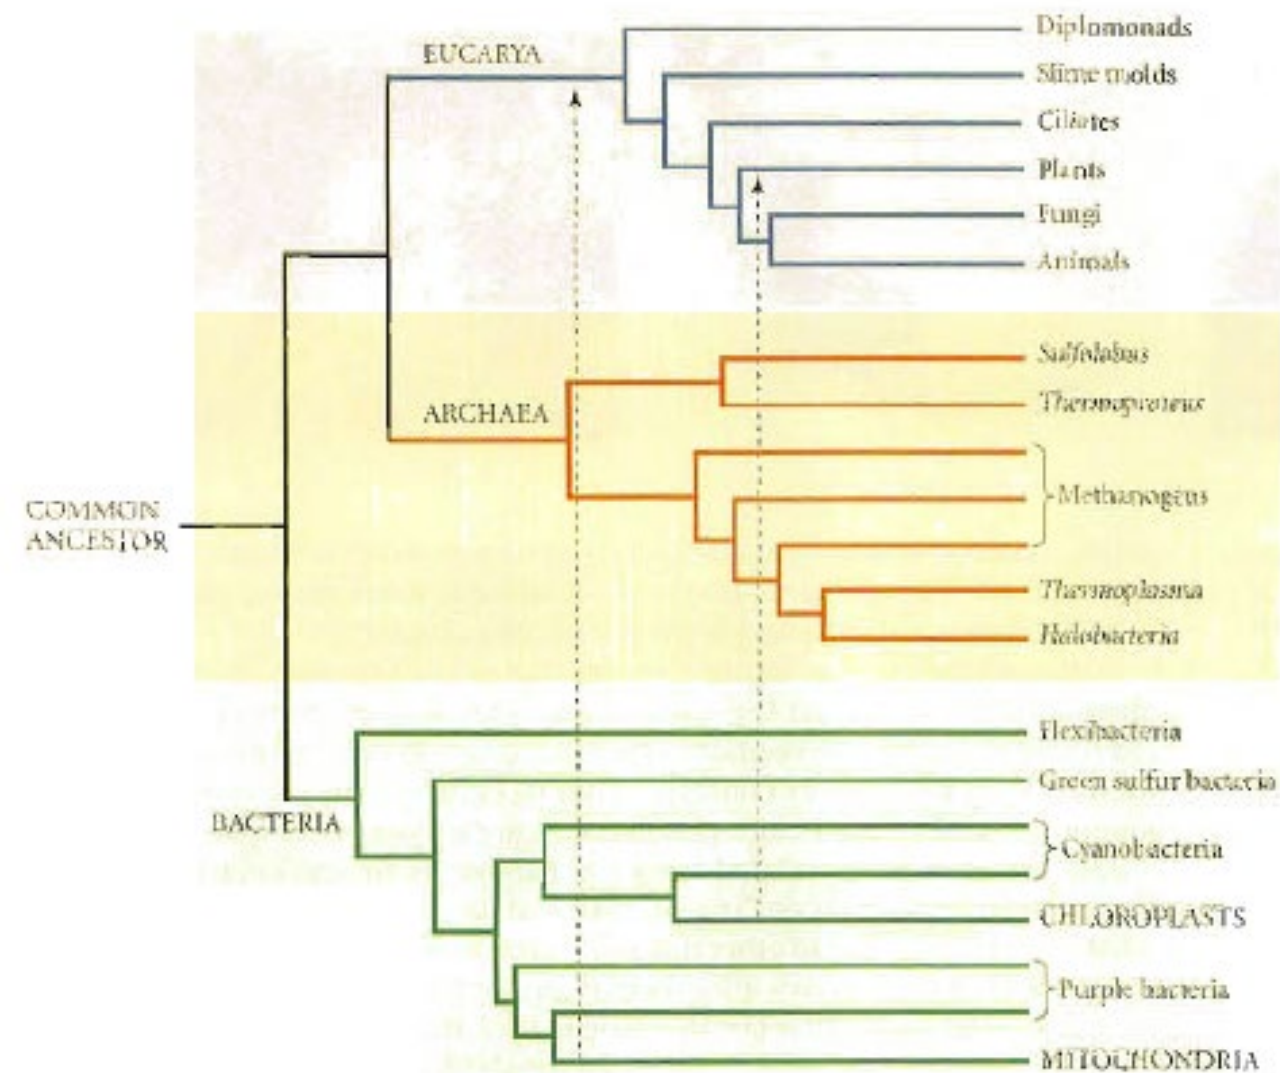 EUCARYA
Diplomonads
Slime molds
Ciliates
Plants
Fungi
Animals
ARCHAEA
Sulfolobus
Thermoproteus
Methanogens
Thermoplasma
Halobacteria
COMMON
ANCESTOR
BACTERIA
Flexibacteria
Green sulfur bacteria
Cyanobacteria
CHLOROPLASTS
Purple bacteria
MITOCHONDRIA